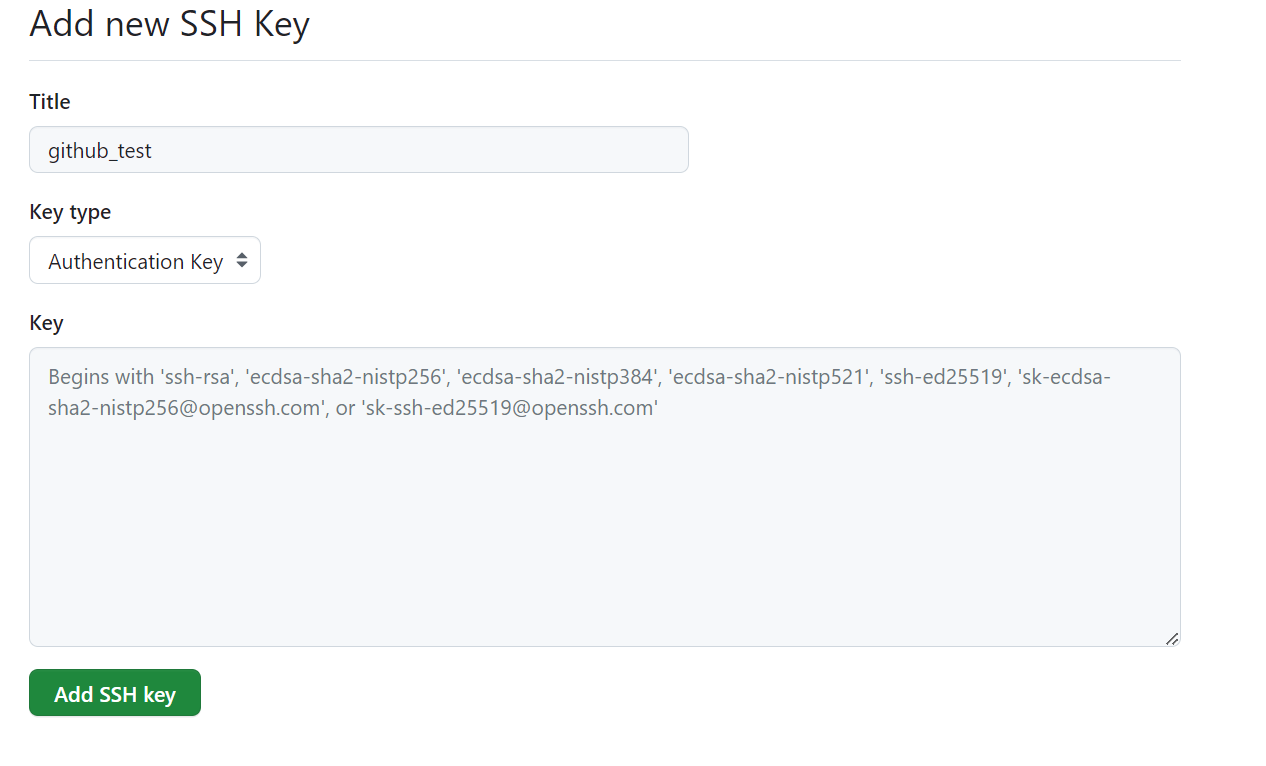 Add new SSH Key
Title
github_test
Key type
Authentication Key
Key
Begins with 'ssh-rsa', 'ecdsa-sha2-nistp256', 'ecdsa-sha2-nistp384', 'ecdsa-sha2-nistp521', 'ssh-ed25519', 'sk-ecdsa-
sha2-nistp256@openssh.com', or 'sk-ssh-ed25519@openssh.com'
Add SSH key